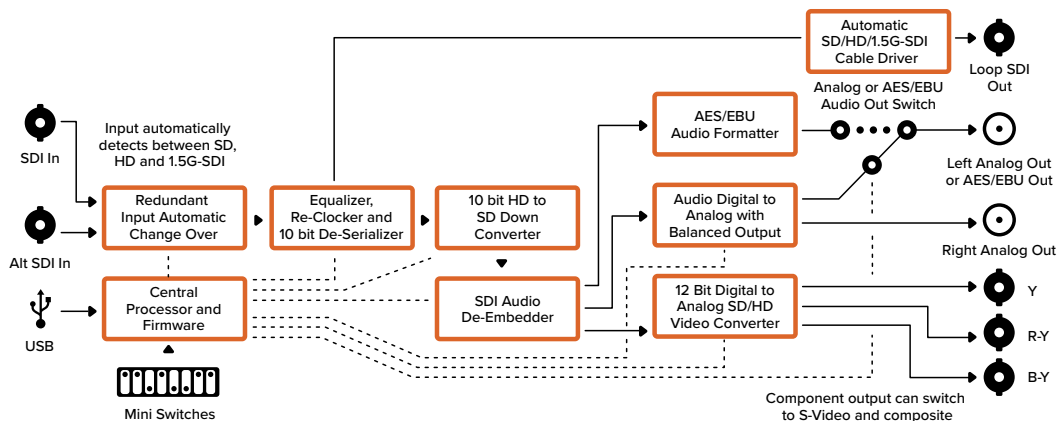 Automatic
SD/HD/1.5G-SDI
Cable Driver
Loop SDI
Out
Analog or AES/EBU
Audio Out Switch
SDI In
Input automatically
detects between SD,
HD and 1.5G-SDI
AES/EBU
Audio Formatter
Left Analog Out
or AES/EBU Out
Alt SDI In
Redundant
Input Automatic
Change Over
Equalizer,
Re-Clocker and
10 bit De-Serializer
10 bit HD to
SD Down
Converter
Audio Digital to
Analog with
Balanced Output
Right Analog Out
USB
Central
Processor and
Firmware
SDI Audio
De-Embedder
12 Bit Digital to
Analog SD/HD
Video Converter
Y
R-Y
B-Y
Mini Switches
Component output can switch
to S-Video and composite